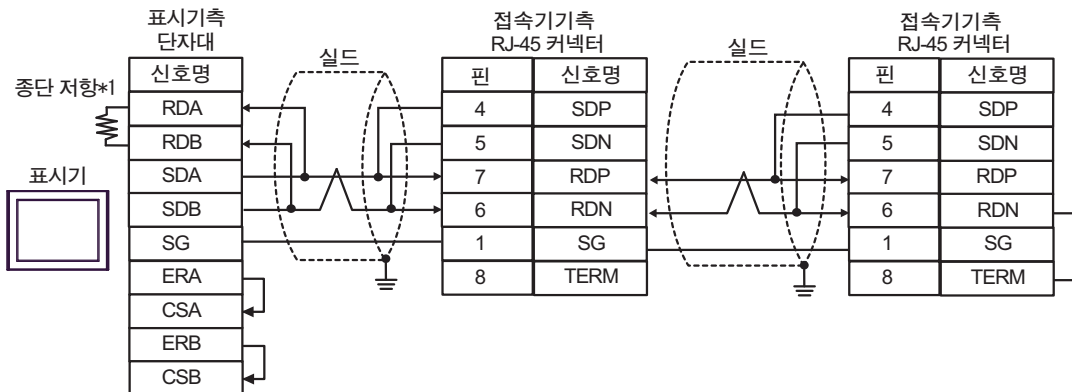 표시기측
단자대
종단 저항*1
표시기
신호명
RDA
RDB
SDA
SDB
SG
ERA
CSA
ERB
CSB
실드
접속기기측
RJ-45 커넥터
핀 신호명
4 SDP
5 SDN
7 RDP
6 RDN
1 SG
8 TERM
실드
접속기기측
RJ-45 커넥터
핀 신호명
4 SDP
5 SDN
7 RDP
6 RDN
1 SG
8 TERM